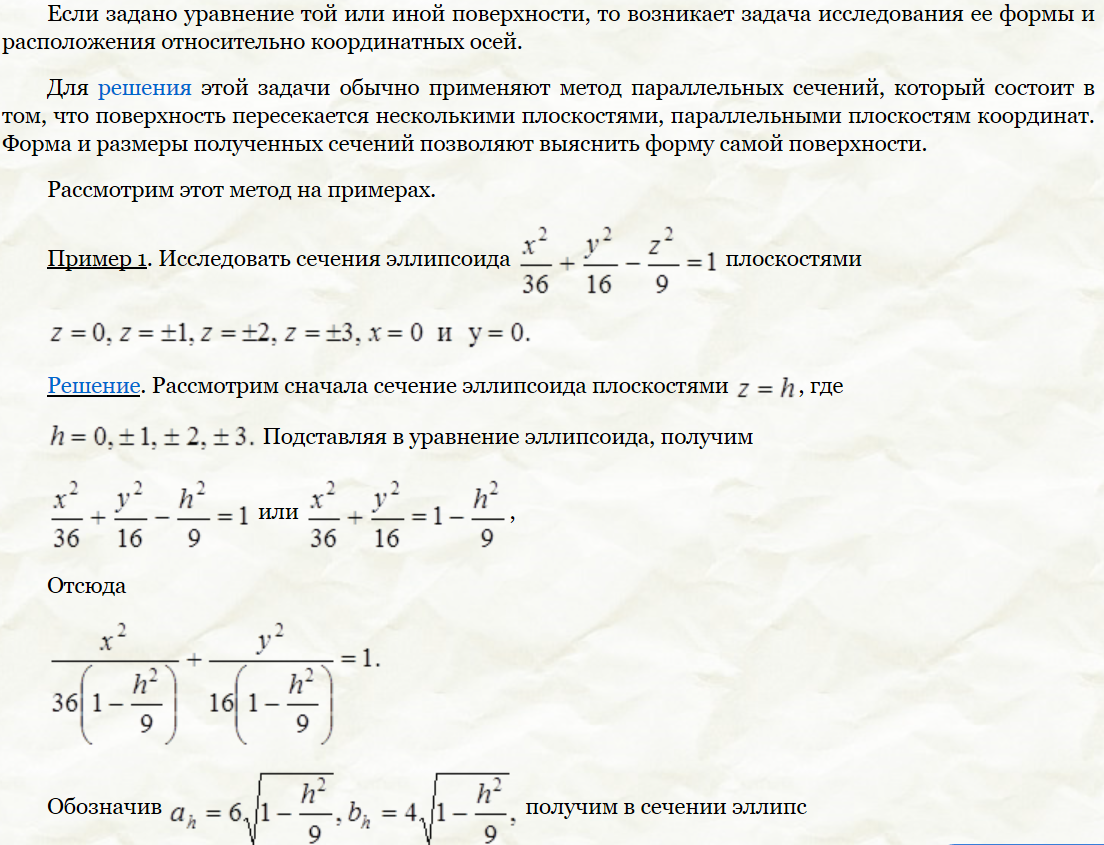 Если задано уравнение той или иной поверхности, то возникает задача исследования ее формы и
расположения относительно координатных осей.
Для решения этой задачи обычно применяют метод параллельных сечений, который состоит в
том, что поверхность пересекается несколькими плоскостями, параллельными плоскостям координат.
Форма и размеры полученных сечений позволяют выяснить форму самой поверхности.
Рассмотрим этот метод на примерах.
Пример 1. Исследовать сечения эллипсоида x²/36 + y²/16 − z²/9 = 1 плоскостями
z = 0, z = ±1, z = ±2, z = ±3, x = 0 и y = 0.
Решение. Рассмотрим сначала сечение эллипсоида плоскостями z = h, где
h = 0, ± 1, ± 2, ± 3. Подставляя в уравнение эллипсоида, получим
x²/36 + y²/16 − h²/9 = 1 или x²/36 + y²/16 = 1 − h²/9,
Отсюда
x²/(36(1 − h²/9)) + y²/(16(1 − h²/9)) = 1.
Обозначив aₕ = 6√(1 − h²/9), bₕ = 4√(1 − h²/9), получим в сечении эллипс